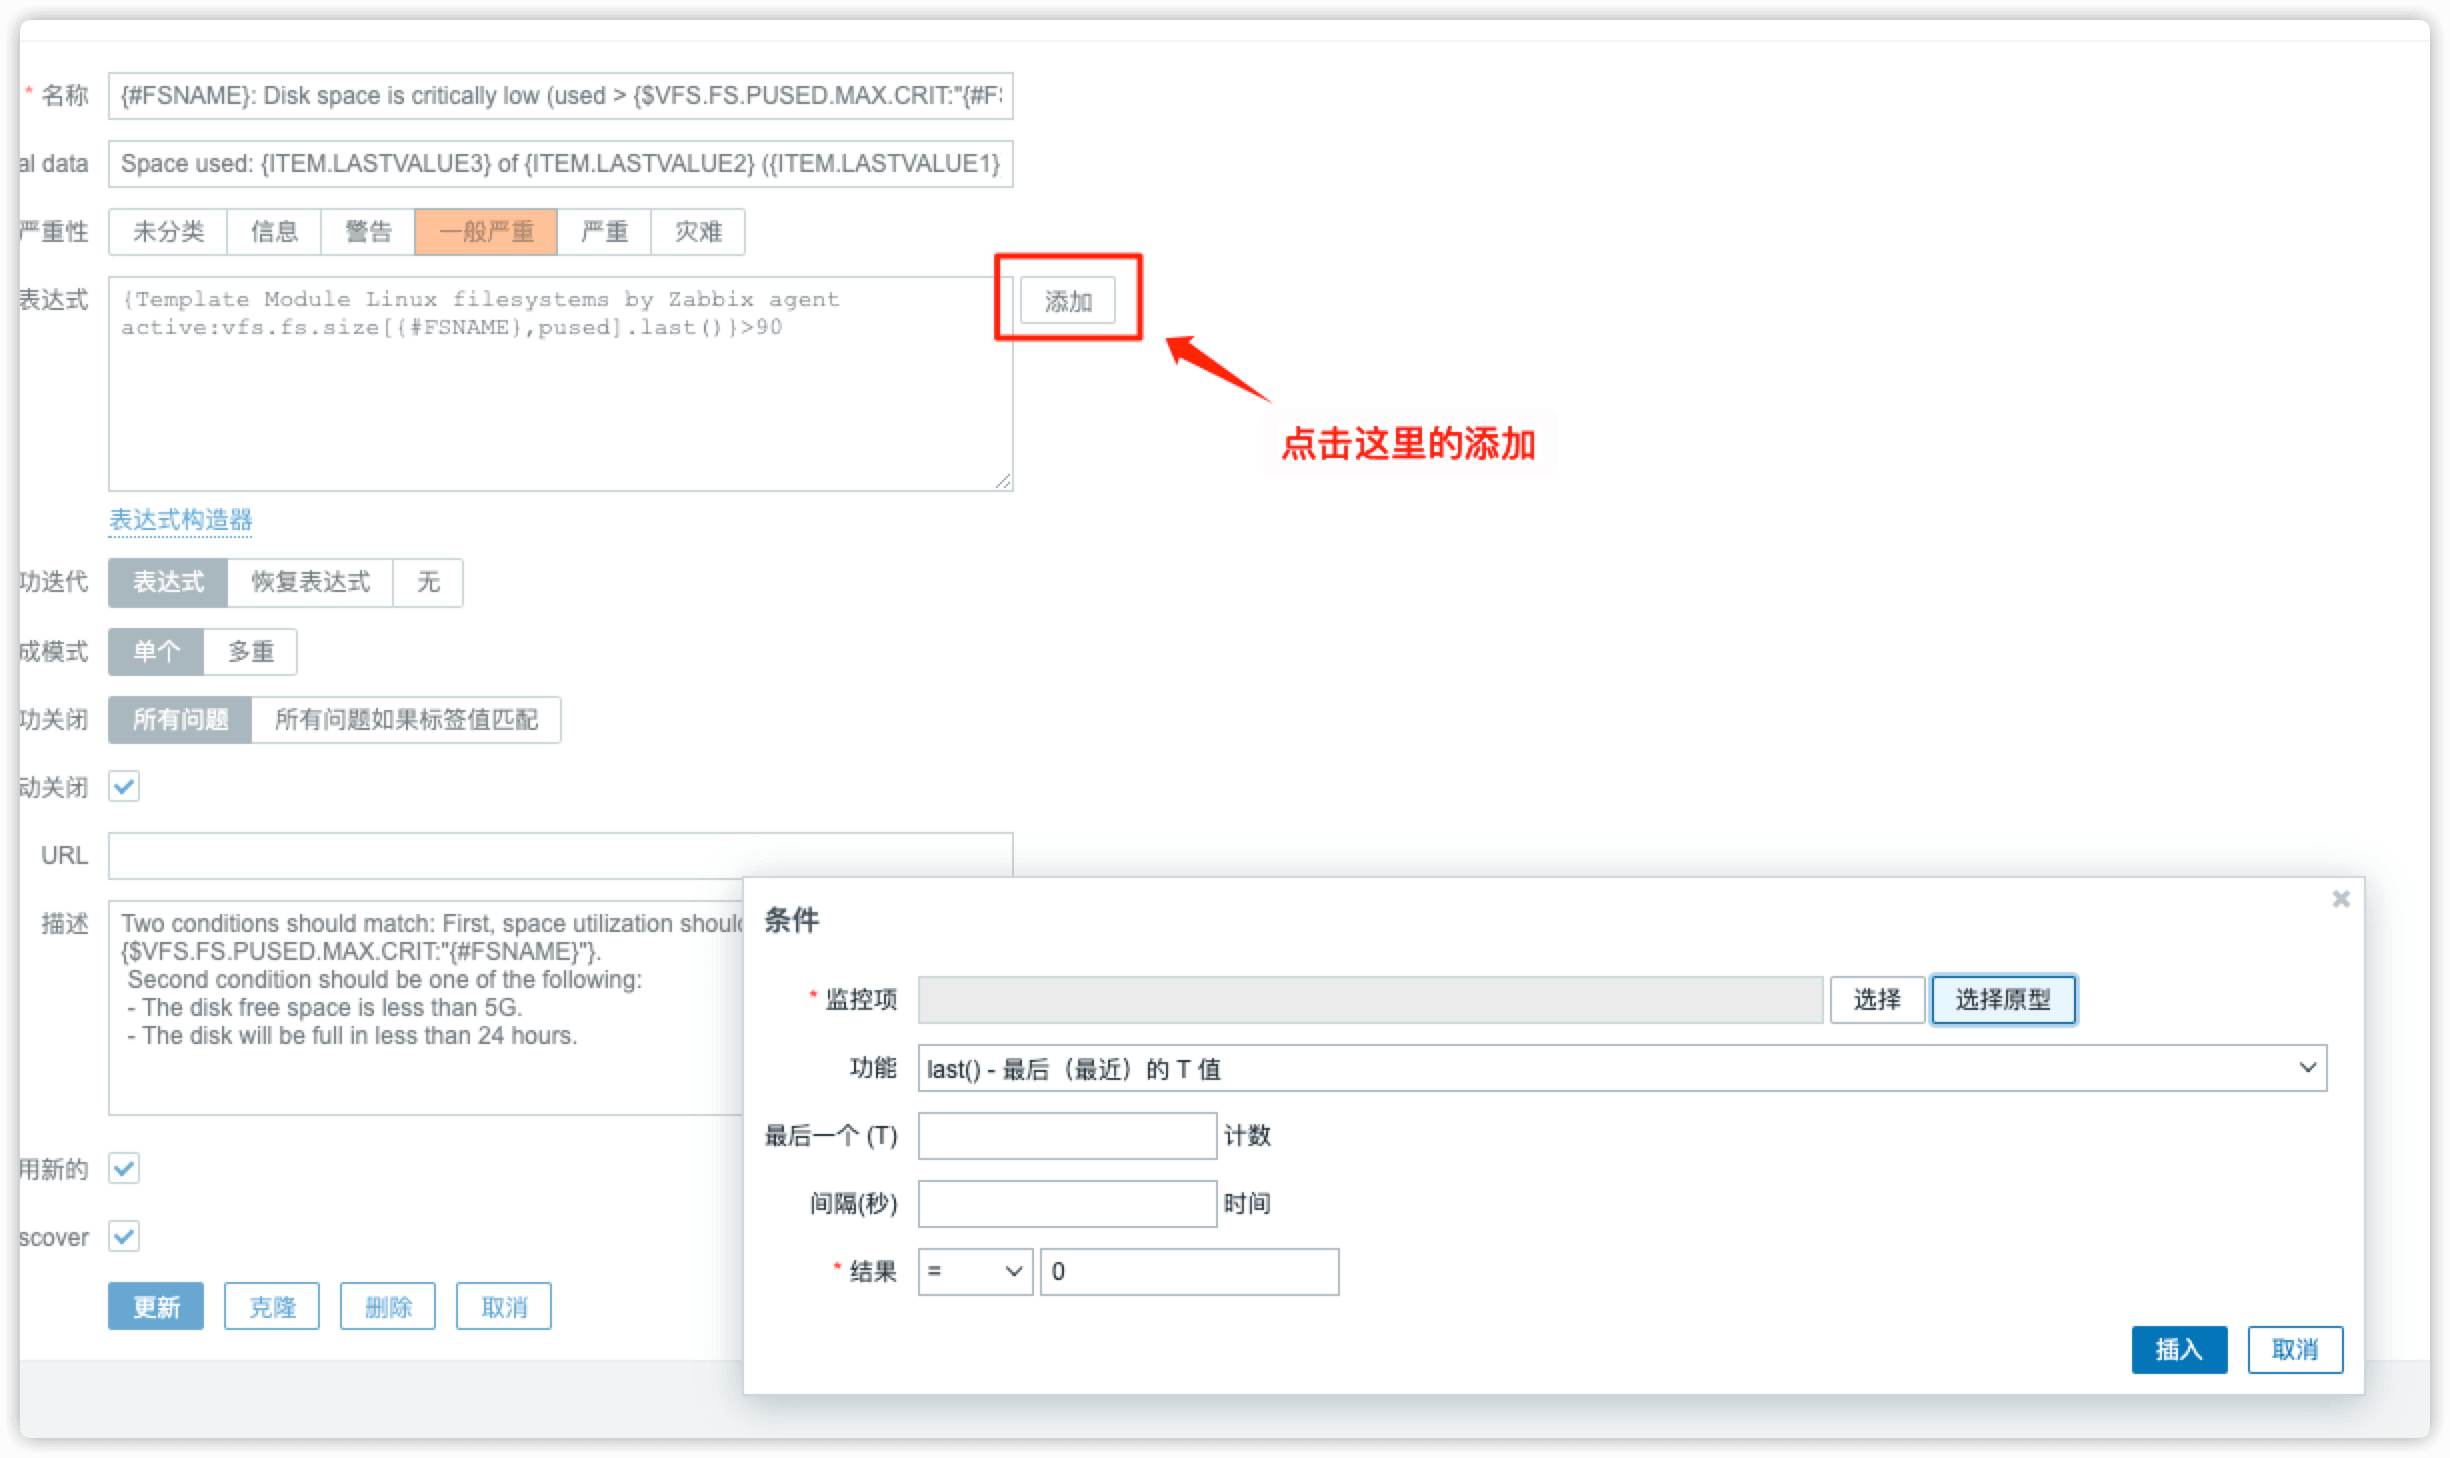 * 名称 {#FSNAME}: Disk space is critically low (used > {$VFS.FS.PUSED.MAX.CRIT:"{#F
al data Space used: {ITEM.LASTVALUE3} of {ITEM.LASTVALUE2} ({ITEM.LASTVALUE1}
严重性 未分类 信息 警告 一般严重 严重 灾难
表达式 {Template Module Linux filesystems by Zabbix agent
active:vfs.fs.size[{#FSNAME},pused].last()}>90
添加
点击这里的添加
表达式构造器
功迭代 表达式 恢复表达式 无
成模式 单个 多重
功关闭 所有问题 所有问题如果标签值匹配
动关闭
URL
描述 Two conditions should match: First, space utilization should
{$VFS.FS.PUSED.MAX.CRIT:"{#FSNAME}"}.
Second condition should be one of the following:
- The disk free space is less than 5G.
- The disk will be full in less than 24 hours.
用新的
scover
更新 克隆 删除 取消
条件
* 监控项 选择 选择原型
功能 last() - 最后（最近）的 T 值
最后一个 (T) 计数
间隔(秒) 时间
* 结果 = 0
插入 取消